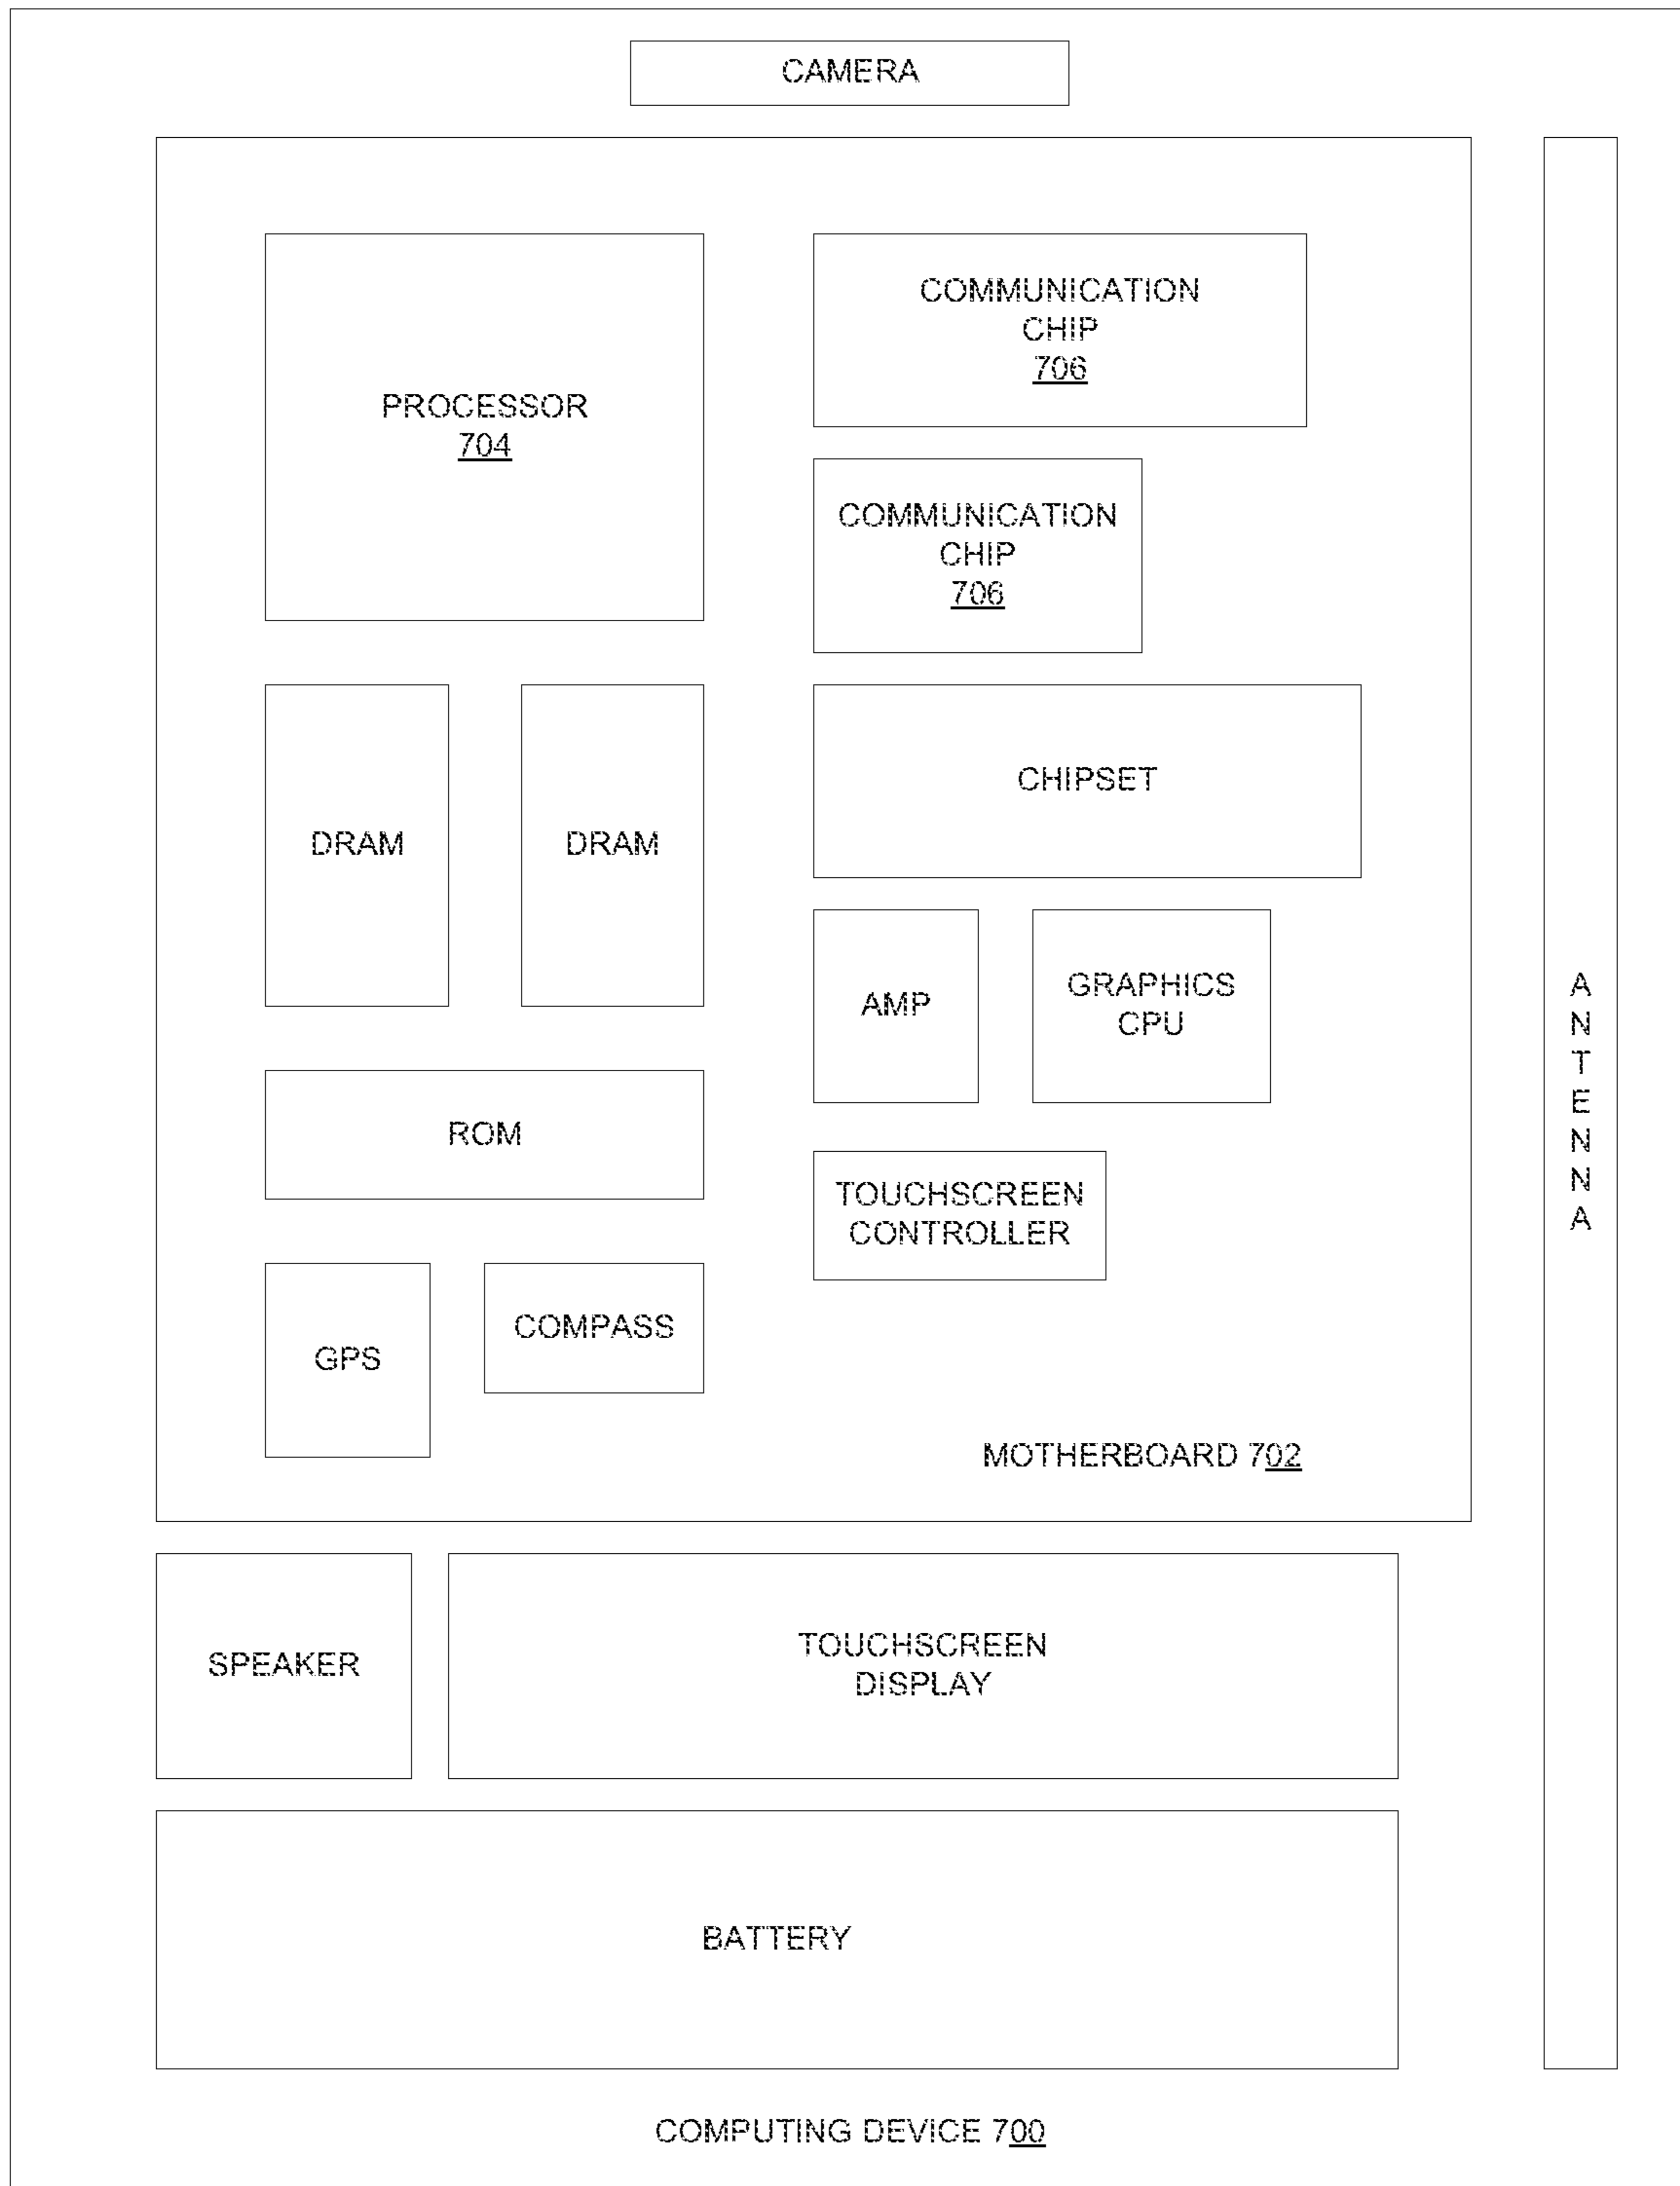 CAMERA
PROCESSOR
704
COMMUNICATION
CHIP
706
COMMUNICATION
CHIP
706
DRAM
DRAM
CHIPSET
AMP
GRAPHICS
CPU
ROM
TOUCHSCREEN
CONTROLLER
GPS
COMPASS
MOTHERBOARD 702
ANTENNA
SPEAKER
TOUCHSCREEN
DISPLAY
BATTERY
COMPUTING DEVICE 700